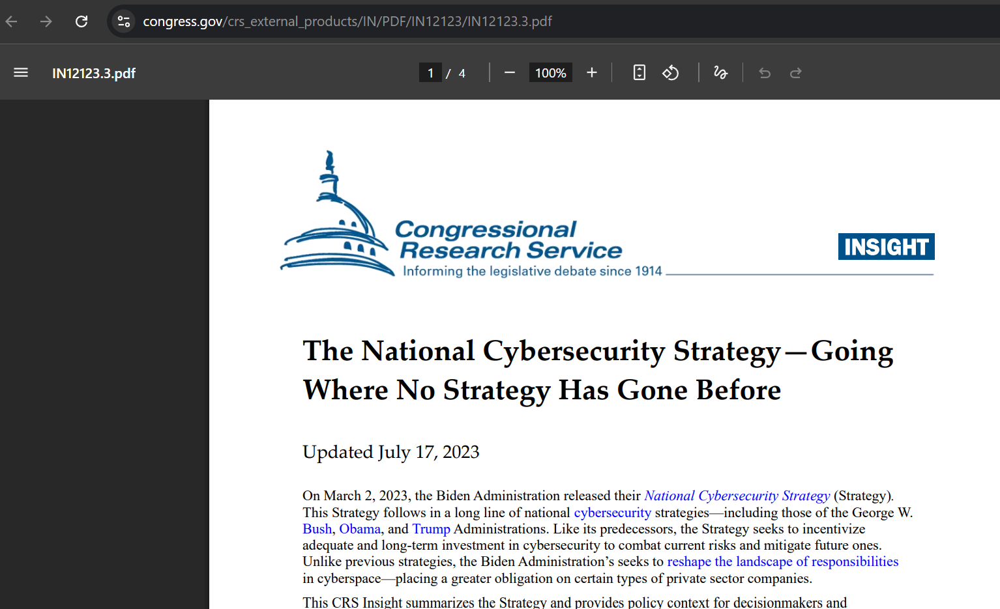 congress.gov/crs_external_products/IN/PDF/IN12123/IN12123.3.pdf
IN12123.3.pdf
1 / 4
100%
Congressional
Research Service
Informing the legislative debate since 1914
INSIGHT
The National Cybersecurity Strategy—Going
Where No Strategy Has Gone Before
Updated July 17, 2023
On March 2, 2023, the Biden Administration released their National Cybersecurity Strategy (Strategy).
This Strategy follows in a long line of national cybersecurity strategies—including those of the George W.
Bush, Obama, and Trump Administrations. Like its predecessors, the Strategy seeks to incentivize
adequate and long-term investment in cybersecurity to combat current risks and mitigate future ones.
Unlike previous strategies, the Biden Administration’s seeks to reshape the landscape of responsibilities
in cyberspace—placing a greater obligation on certain types of private sector companies.
This CRS Insight summarizes the Strategy and provides policy context for decisionmakers and